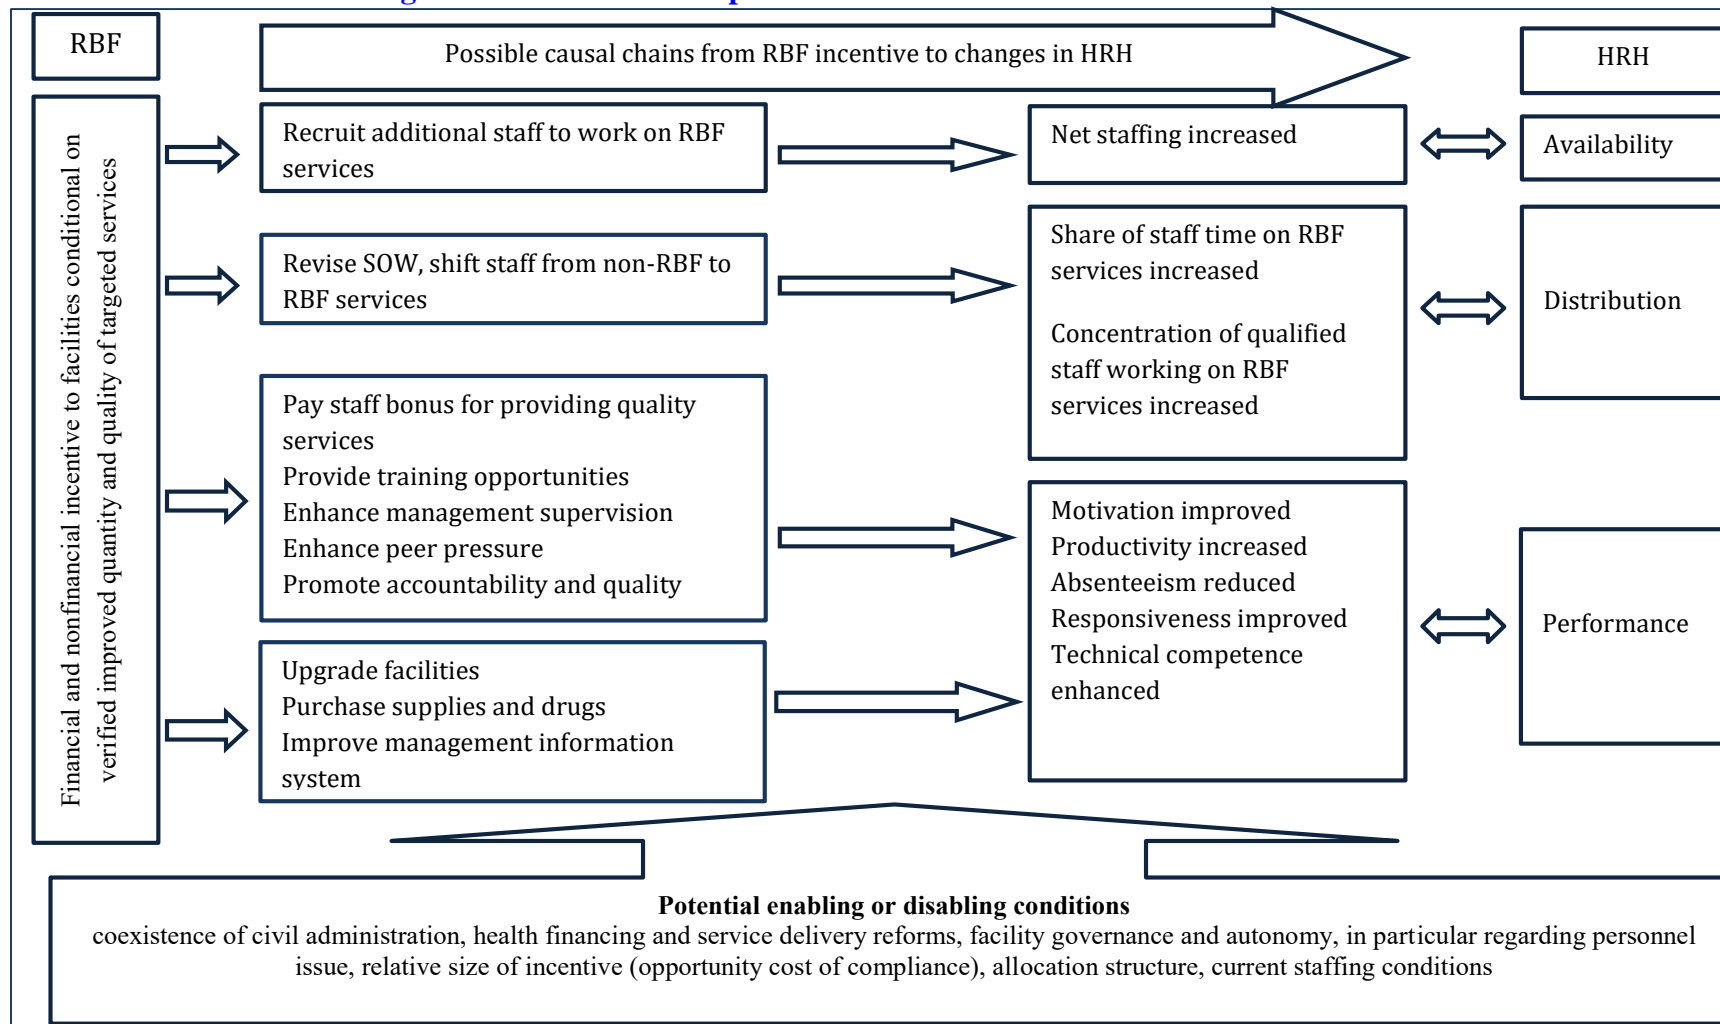 RBF
Possible causal chains from RBF incentive to changes in HRH
HRH
Financial and nonfinancial incentive to facilities conditional on
verified improved quantity and quality of targeted services
Recruit additional staff to work on RBF
services
Net staffing increased
Availability
Revise SOW, shift staff from non-RBF to
RBF services
Share of staff time on RBF
services increased
Concentration of qualified
staff working on RBF
services increased
Distribution
Pay staff bonus for providing quality
services
Provide training opportunities
Enhance management supervision
Enhance peer pressure
Promote accountability and quality
Upgrade facilities
Purchase supplies and drugs
Improve management information
system
Motivation improved
Productivity increased
Absenteeism reduced
Responsiveness improved
Technical competence
enhanced
Performance
Potential enabling or disabling conditions
coexistence of civil administration, health financing and service delivery reforms, facility governance and autonomy, in particular regarding personnel
issue, relative size of incentive (opportunity cost of compliance), allocation structure, current staffing conditions